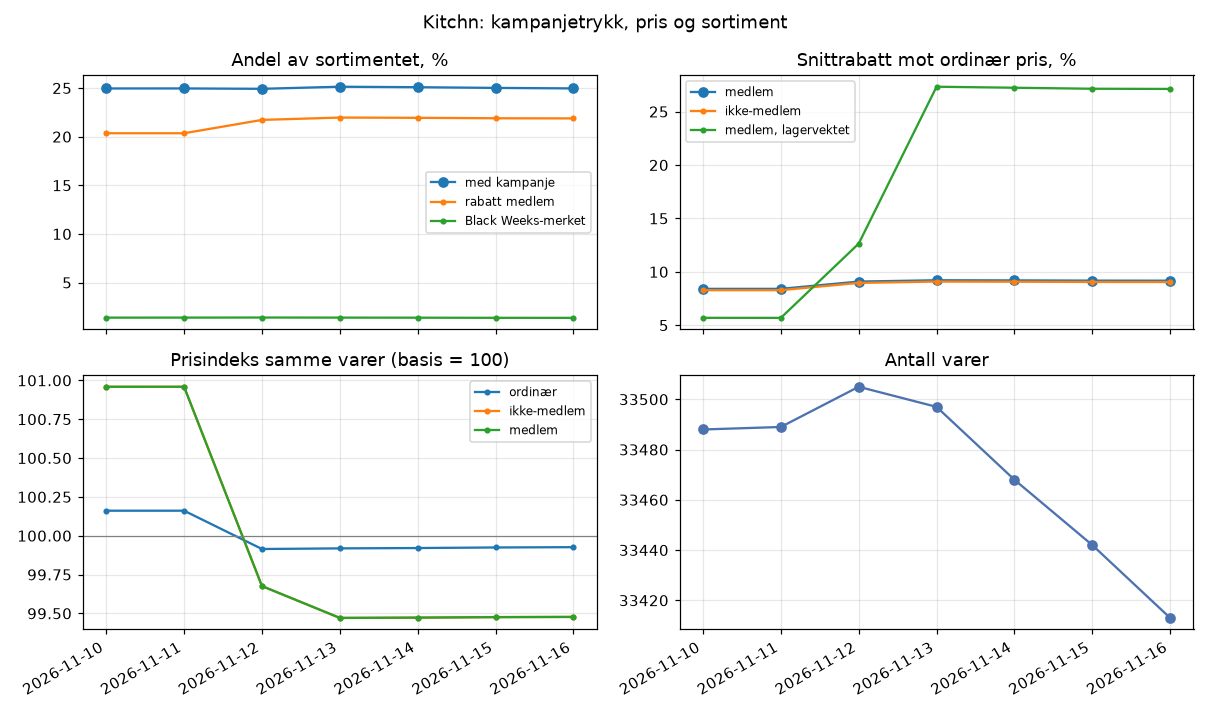 Kitchn: kampanjetrykk, pris og sortiment
Andel av sortimentet, %
25
20
15
10
5
med kampanje
rabatt medlem
Black Weeks-merket
Snittrabatt mot ordinær pris, %
25
20
15
10
5
medlem
ikke-medlem
medlem, lagervektet
Prisindeks samme varer (basis = 100)
101.00
100.75
100.50
100.25
100.00
99.75
99.50
ordinær
ikke-medlem
medlem
2026-11-10
2026-11-11
2026-11-12
2026-11-13
2026-11-14
2026-11-15
2026-11-16
Antall varer
33500
33480
33460
33440
33420
2026-11-10
2026-11-11
2026-11-12
2026-11-13
2026-11-14
2026-11-15
2026-11-16